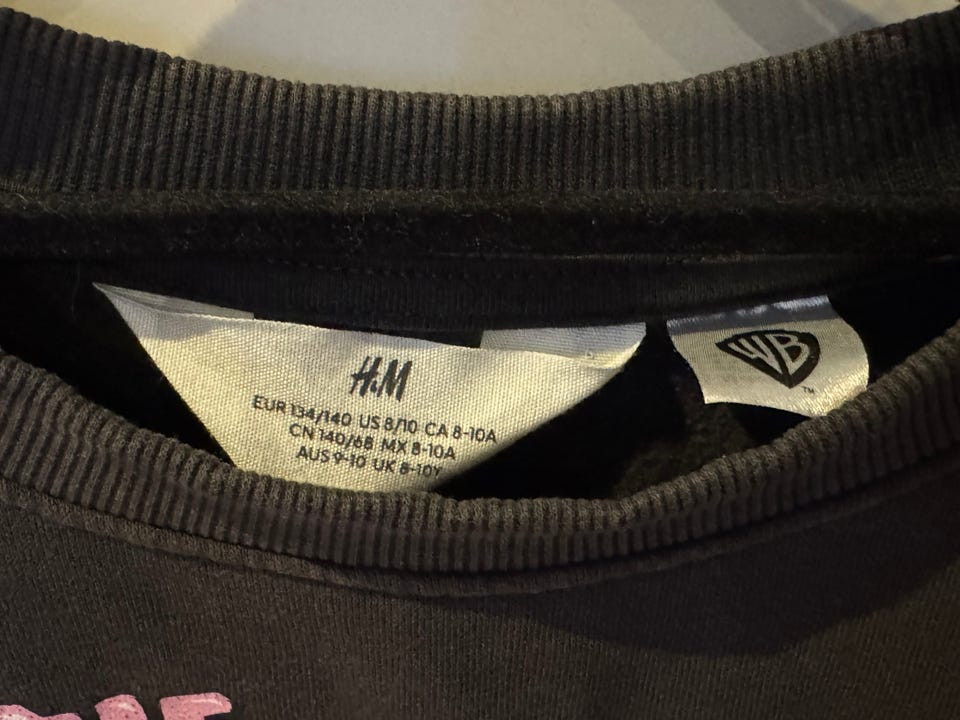 H&M
EUR 134/140 US 8/10 CA 8-10A
CN 140/68 MX 8-10A
AUS 9-10 UK 8-10Y
WB
™